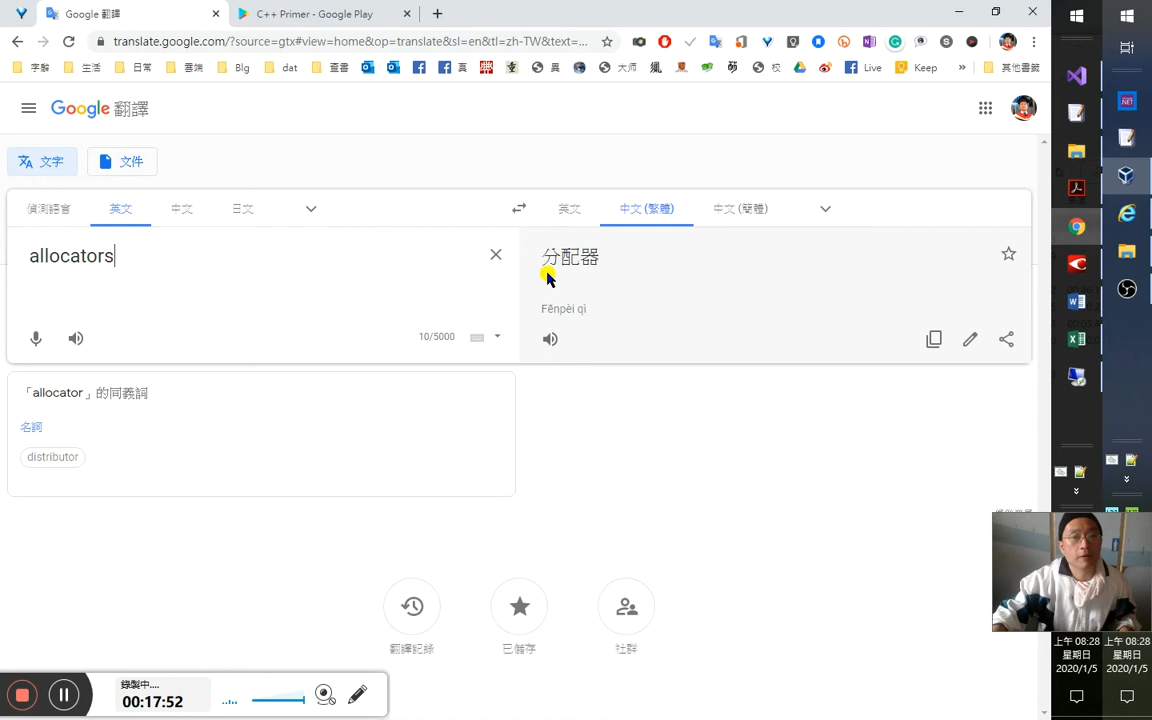 Google 翻譯
C++ Primer - Google Play
translate.google.com/?source=gtx#view=home&op=translate&sl=en&tl=zh-TW&text=...
字辭
生活
日常
雲端
Blg
dat
查書
真
異
大师
校
Live
Keep
»
其他書籤
Google 翻譯
文字
文件
偵測語言
英文
中文
日文
英文
中文 (繁體)
中文 (簡體)
allocators
分配器
Fēnpèi qì
10/5000
「allocator」的同義詞
名詞
distributor
翻譯記錄
已儲存
社群
錄製中....
00:17:52
上午 08:28
星期日
2020/1/5
上午 08:28
星期日
2020/1/5